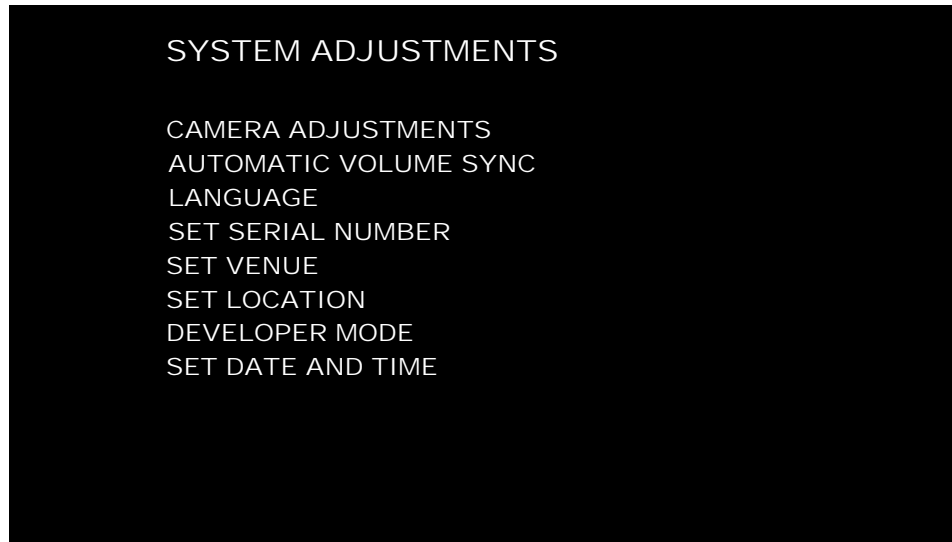 SYSTEM ADJUSTMENTS
CAMERA ADJUSTMENTS
AUTOMATIC VOLUME SYNC
LANGUAGE
SET SERIAL NUMBER
SET VENUE
SET LOCATION
DEVELOPER MODE
SET DATE AND TIME